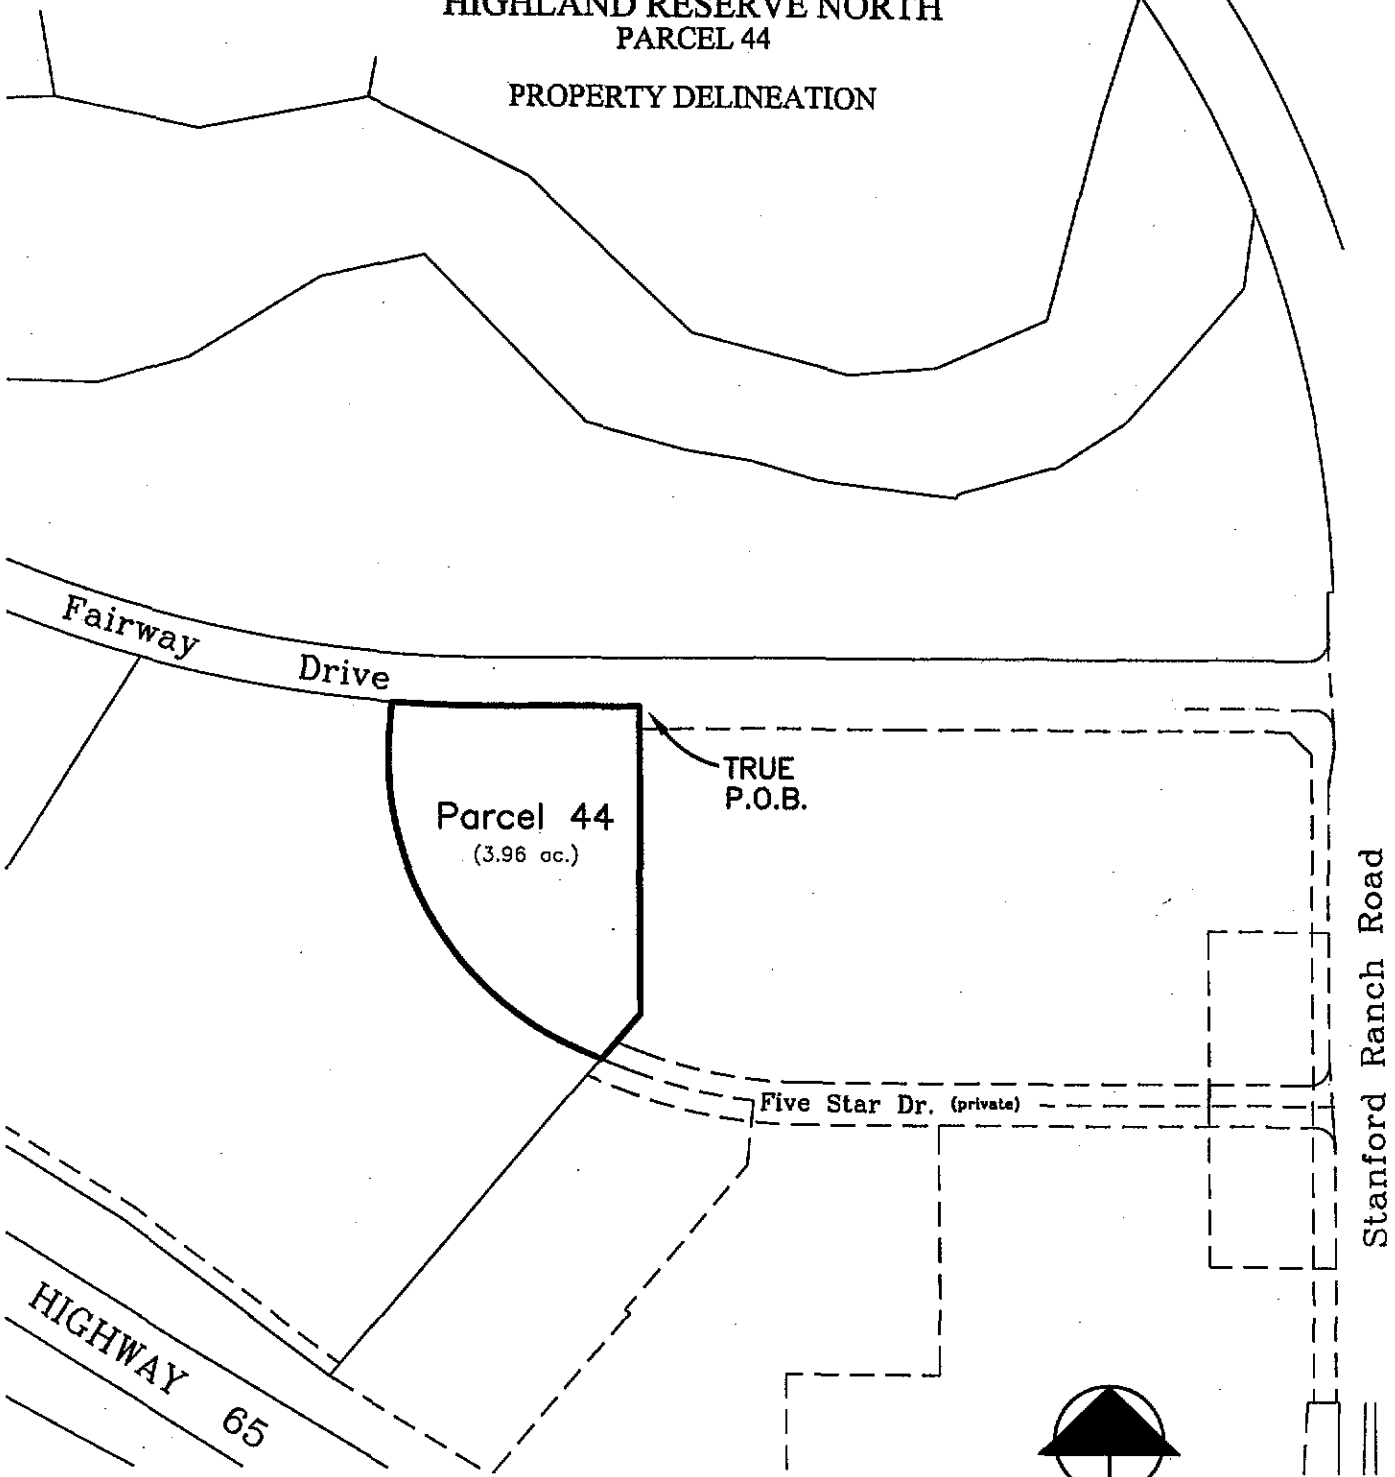 HIGHLAND RESERVE NORTH
PARCEL 44
PROPERTY DELINEATION
Fairway Drive
TRUE
P.O.B.
Parcel 44
(3.96 ac.)
Stanford Ranch Road
Five Star Dr. (private)
HIGHWAY 65